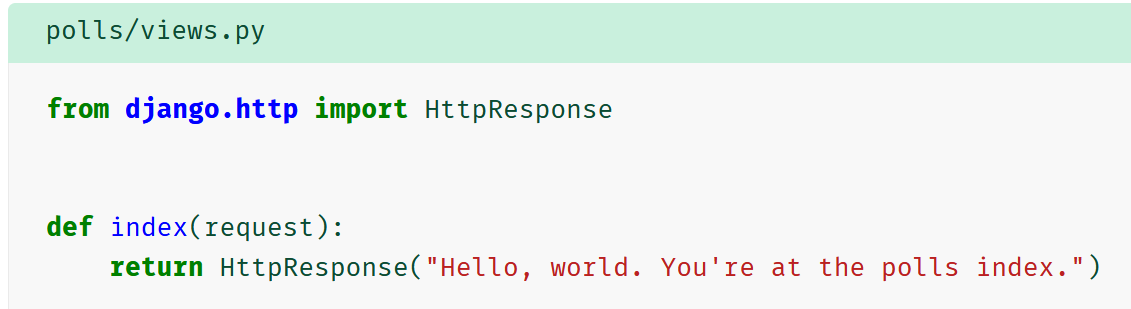 polls/views.py
from django.http import HttpResponse
def index(request):
    return HttpResponse("Hello, world. You're at the polls index.")